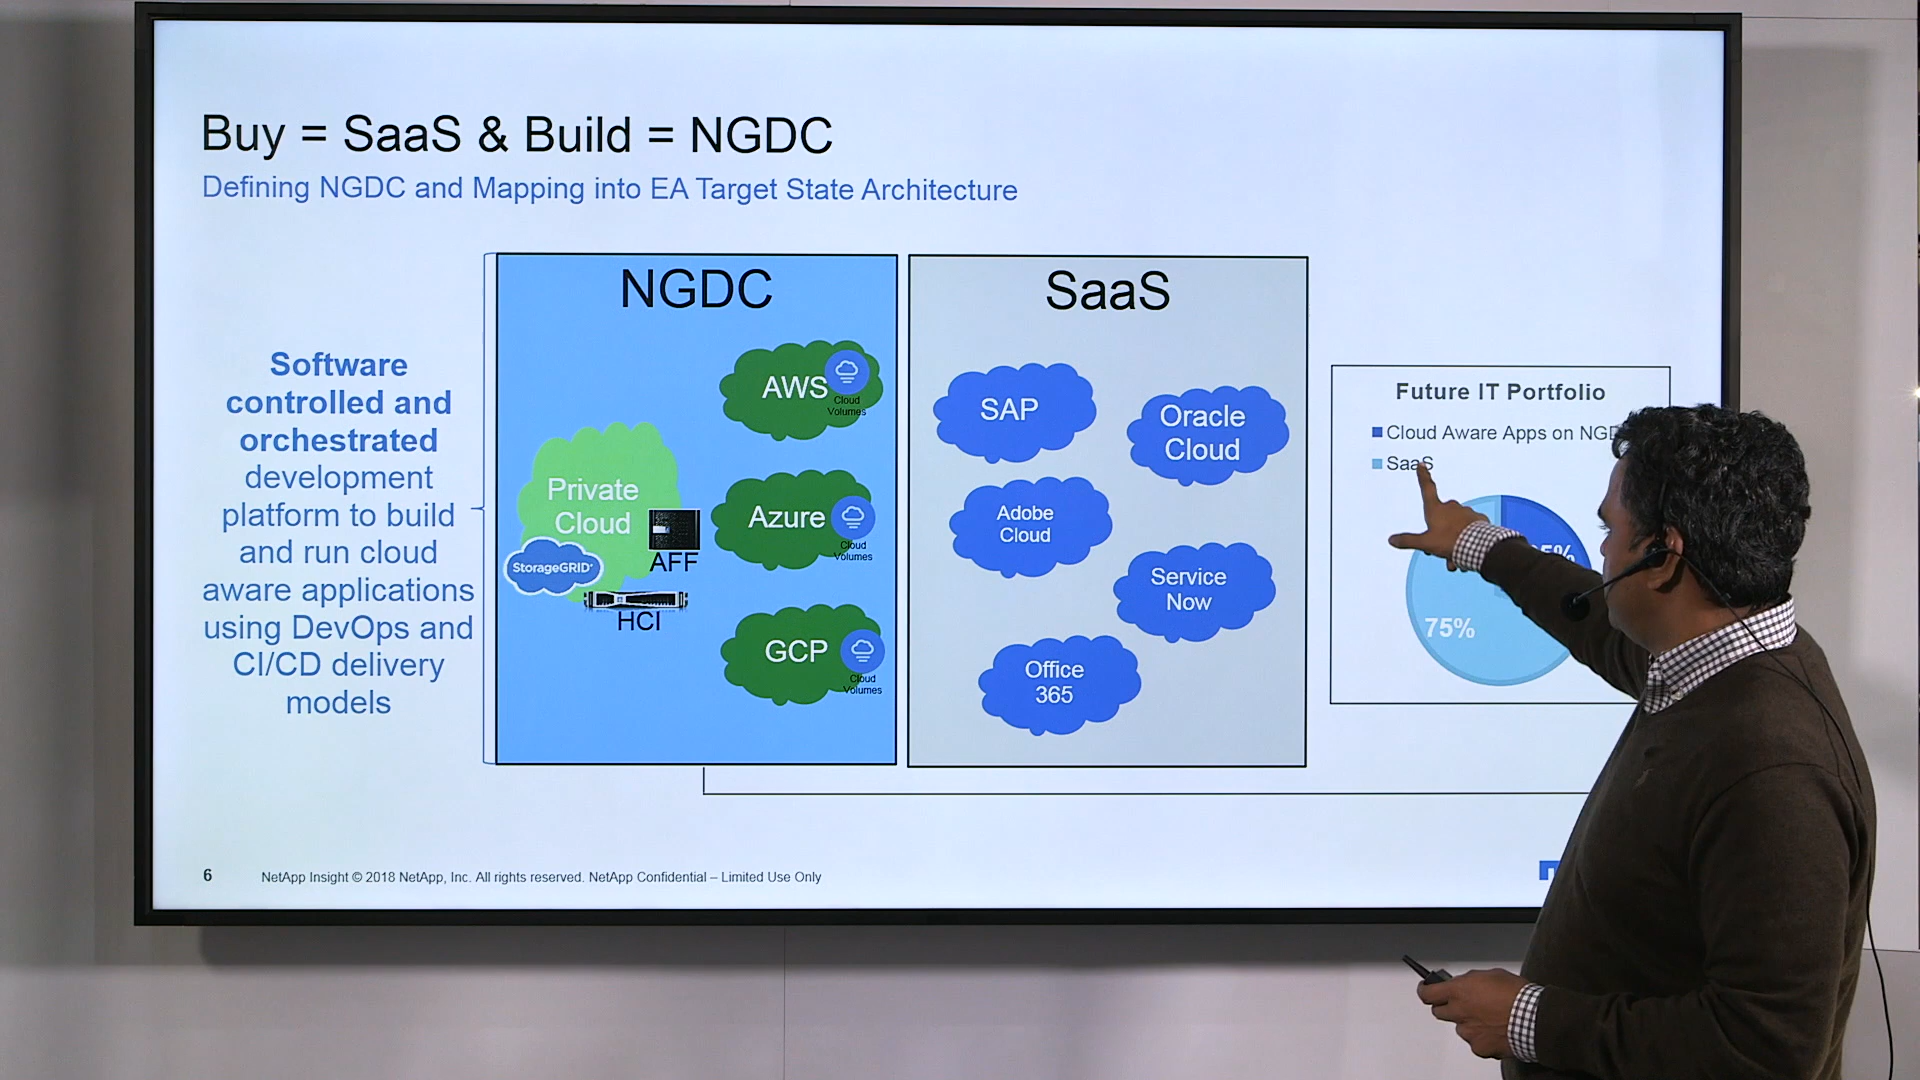 Buy = SaaS & Build = NGDC
Defining NGDC and Mapping into EA Target State Architecture
Software
controlled and
orchestrated
development
platform to build
and run cloud
aware applications
using DevOps and
CI/CD delivery
models
NGDC
AWS
Cloud
Volumes
Private
Cloud
StorageGRID
AFF
HCI
Azure
Cloud
Volumes
GCP
Cloud
Volumes
SaaS
SAP
Oracle
Cloud
Adobe
Cloud
Service
Now
Office
365
Future IT Portfolio
Cloud Aware Apps on
SaaS
75%
6
NetApp Insight © 2018 NetApp, Inc. All rights reserved. NetApp Confidential – Limited Use Only